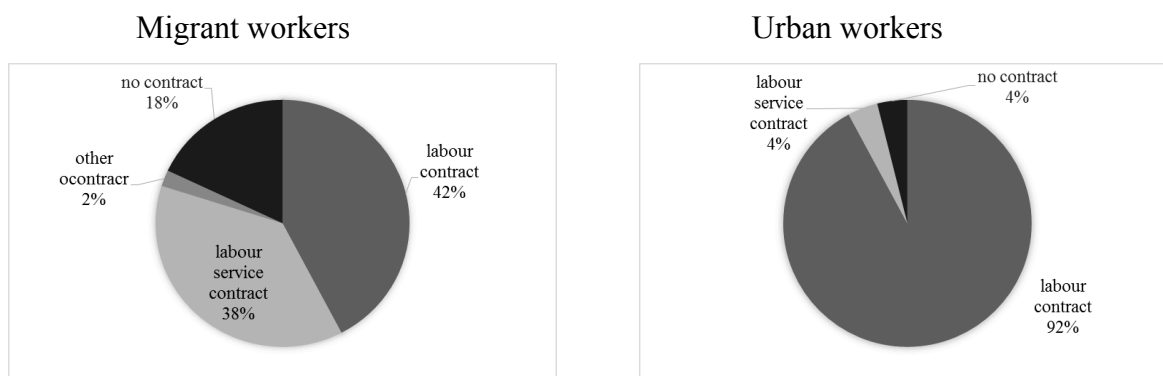 Migrant workers
no contract
18%
other
ocontracr
2%
labour
service
contract
38%
labour
contract
42%
Urban workers
labour
service
contract
4%
no contract
4%
labour
contract
92%